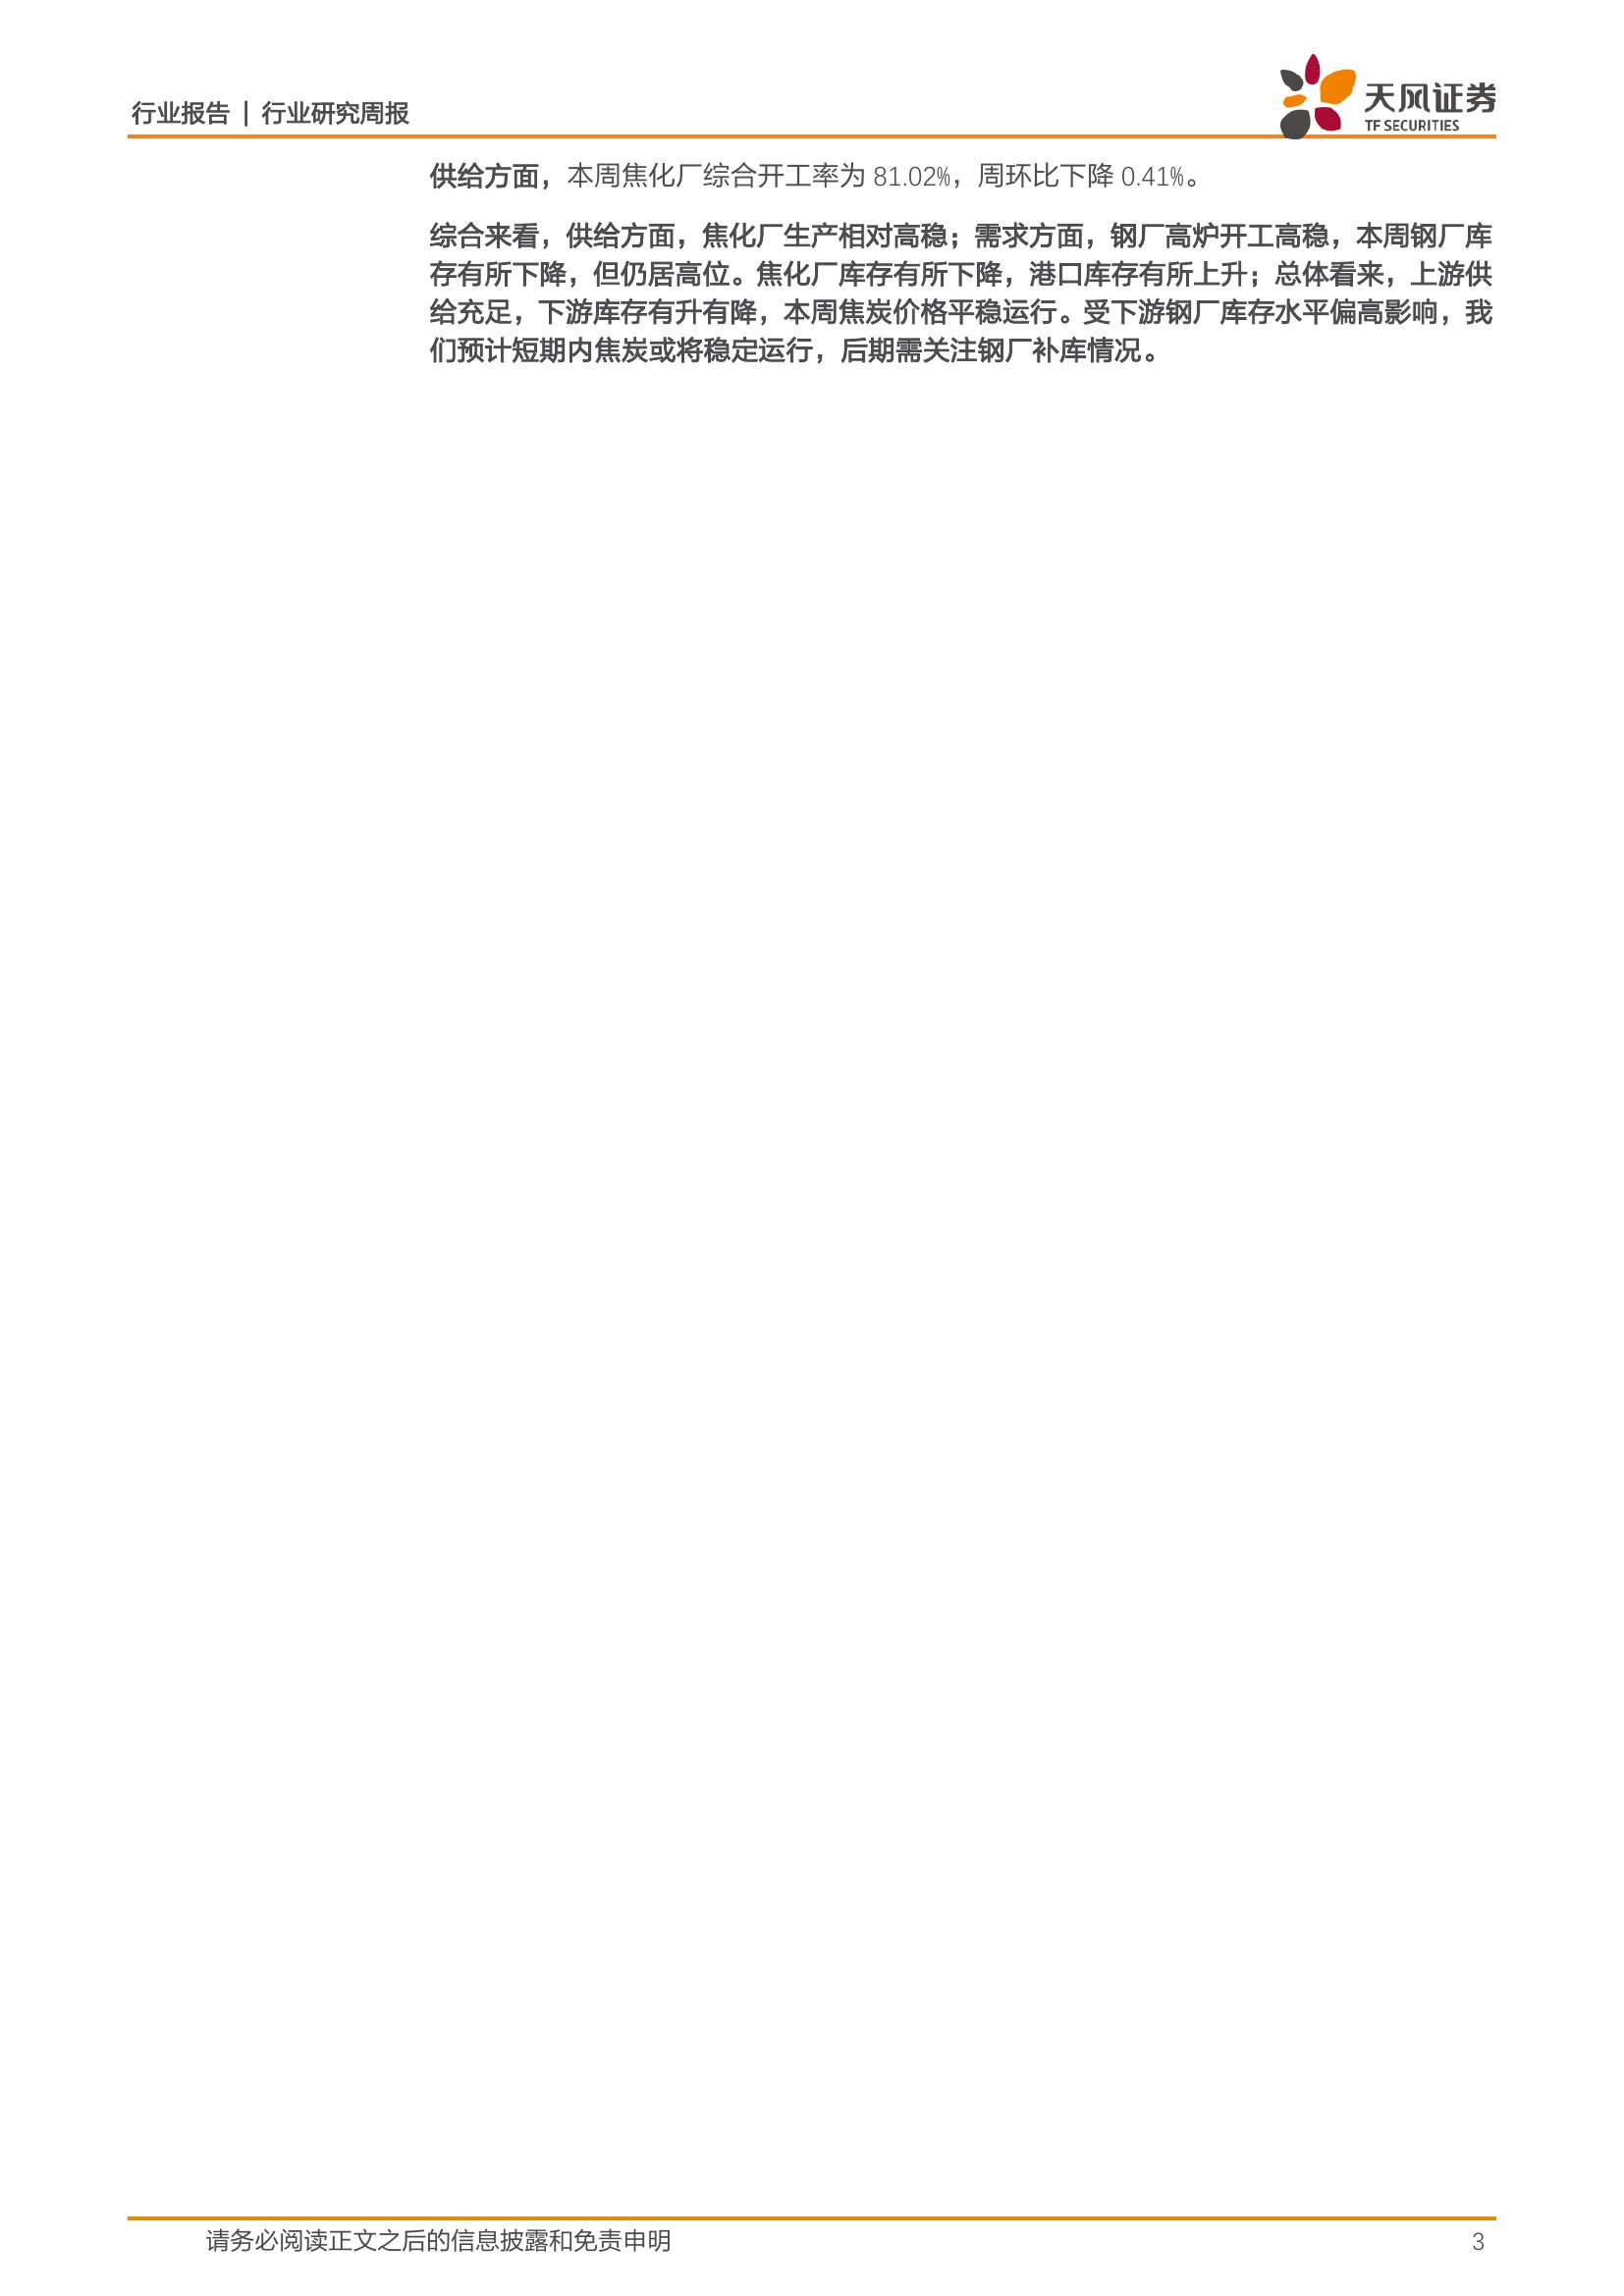 行业报告 | 行业研究周报
天风证券
TF SECURITIES
供给方面，本周焦化厂综合开工率为 81.02%，周环比下降 0.41%。
综合来看，供给方面，焦化厂生产相对高稳；需求方面，钢厂高炉开工高稳，本周钢厂库
存有所下降，但仍居高位。焦化厂库存有所下降，港口库存有所上升；总体看来，上游供
给充足，下游库存有升有降，本周焦炭价格平稳运行。受下游钢厂库存水平偏高影响，我
们预计短期内焦炭或将稳定运行，后期需关注钢厂补库情况。
请务必阅读正文之后的信息披露和免责申明
3